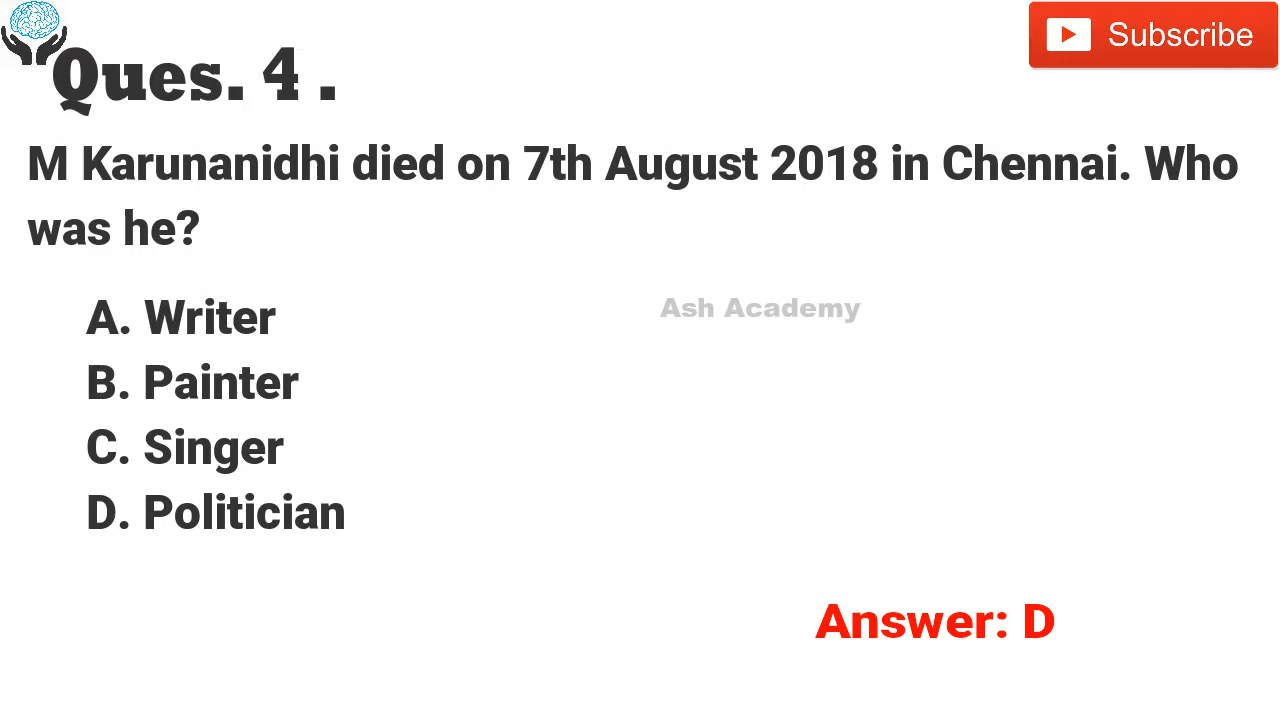 Subscribe
Ques. 4 .
M Karunanidhi died on 7th August 2018 in Chennai. Who
was he?
A. Writer
Ash Academy
B. Painter
C. Singer
D. Politician
Answer: D